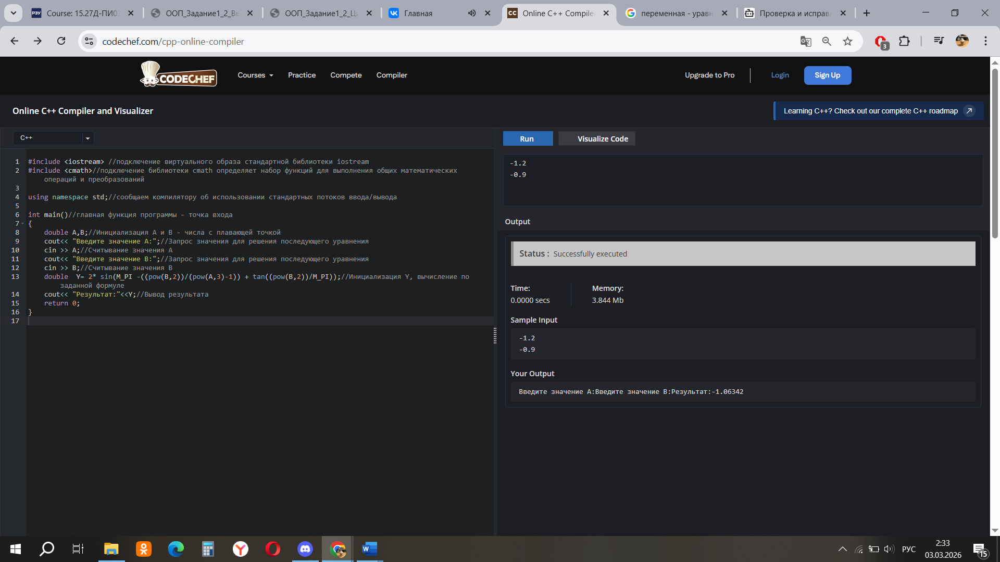 Course: 15.27Д-ПИ03
ООП_Задание1_2_Ве
ООП_Задание1_2_Ци
Главная
Online C++ Compiler
переменная - уравн
Проверка и исправл
codechef.com/cpp-online-compiler
3
CODECHEF
Courses
Practice
Compete
Compiler
Upgrade to Pro
Login
Sign Up
Online C++ Compiler and Visualizer
Learning C++? Check out our complete C++ roadmap
C++
Run
Visualize Code
1 #include <iostream> //подключение виртуального образа стандартной библиотеки iostream
2 #include <cmath>//подключение библиотеки cmath определяет набор функций для выполнения общих математических
операций и преобразований
3
4 using namespace std;//сообщаем компилятору об использовании стандартных потоков ввода/вывода
5
6 int main()//главная функция программы - точка входа
7 {
8 double A,B;//Инициализация A и B - числа с плавающей точкой
9 cout<< "Введите значение A:";//Запрос значения для решения последующего уравнения
10 cin >> A;//Считывание значения A
11 cout<< "Введите значение B:";//Запрос значения для решения последующего уравнения
12 cin >> B;//Считывание значения B
13 double  Y= 2* sin(M_PI -((pow(B,2))/(pow(A,3)-1)) + tan((pow(B,2))/M_PI));//Инициализация Y, вычисление по
заданной формуле
14 cout<< "Результат:"<<Y;//Вывод результата
15 return 0;
16 }
17
-1.2
-0.9
Output
Status : Successfully executed
Time:
0.0000 secs
Memory:
3.844 Mb
Sample Input
-1.2
-0.9
Your Output
Введите значение A:Введите значение B:Результат:-1.06342
РУС
2:33
03.03.2026
15